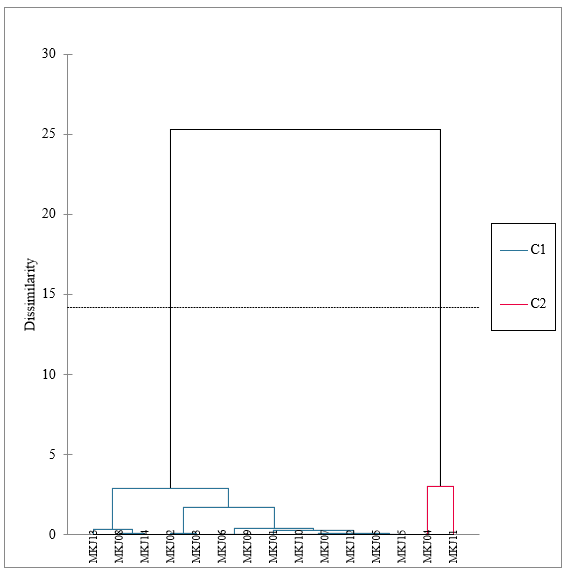 30
25
20
15
10
5
0
Dissimilarity
MKJ13
MKJ08
MKJ14
MKJ02
MKJ03
MKJ06
MKJ09
MKJ01
MKJ10
MKJ07
MKJ12
MKJ05
MKJ15
MKJ04
MKJ11
C1
C2